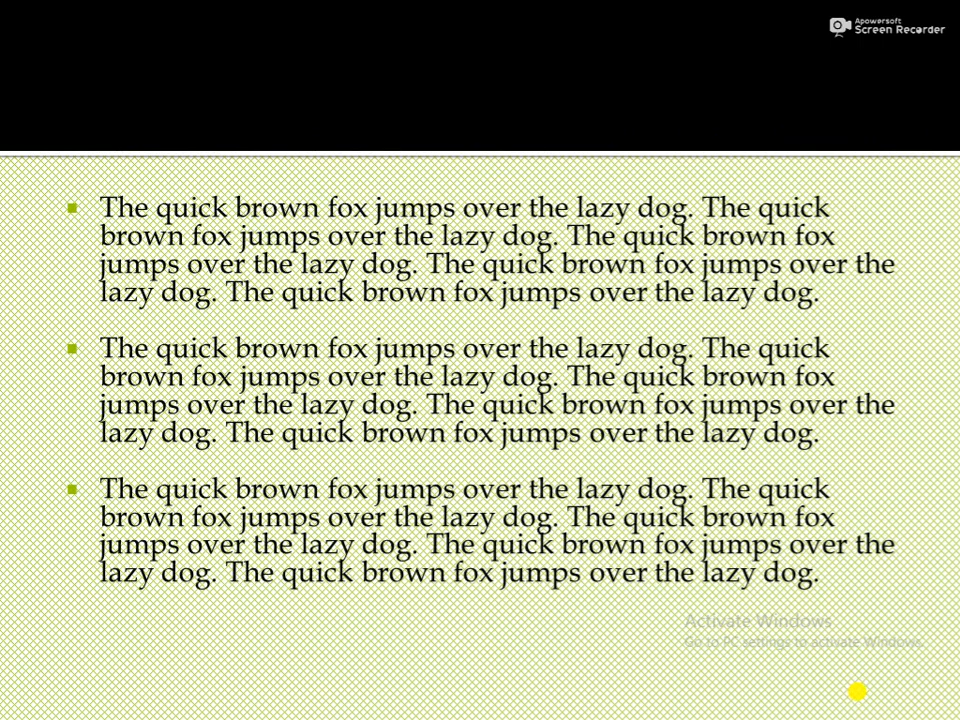 Apowersoft
Screen Recorder
The quick brown fox jumps over the lazy dog. The quick
brown fox jumps over the lazy dog. The quick brown fox
jumps over the lazy dog. The quick brown fox jumps over the
lazy dog. The quick brown fox jumps over the lazy dog.
The quick brown fox jumps over the lazy dog. The quick
brown fox jumps over the lazy dog. The quick brown fox
jumps over the lazy dog. The quick brown fox jumps over the
lazy dog. The quick brown fox jumps over the lazy dog.
The quick brown fox jumps over the lazy dog. The quick
brown fox jumps over the lazy dog. The quick brown fox
jumps over the lazy dog. The quick brown fox jumps over the
lazy dog. The quick brown fox jumps over the lazy dog.
Activate Windows
Go to PC settings to activate Windows.